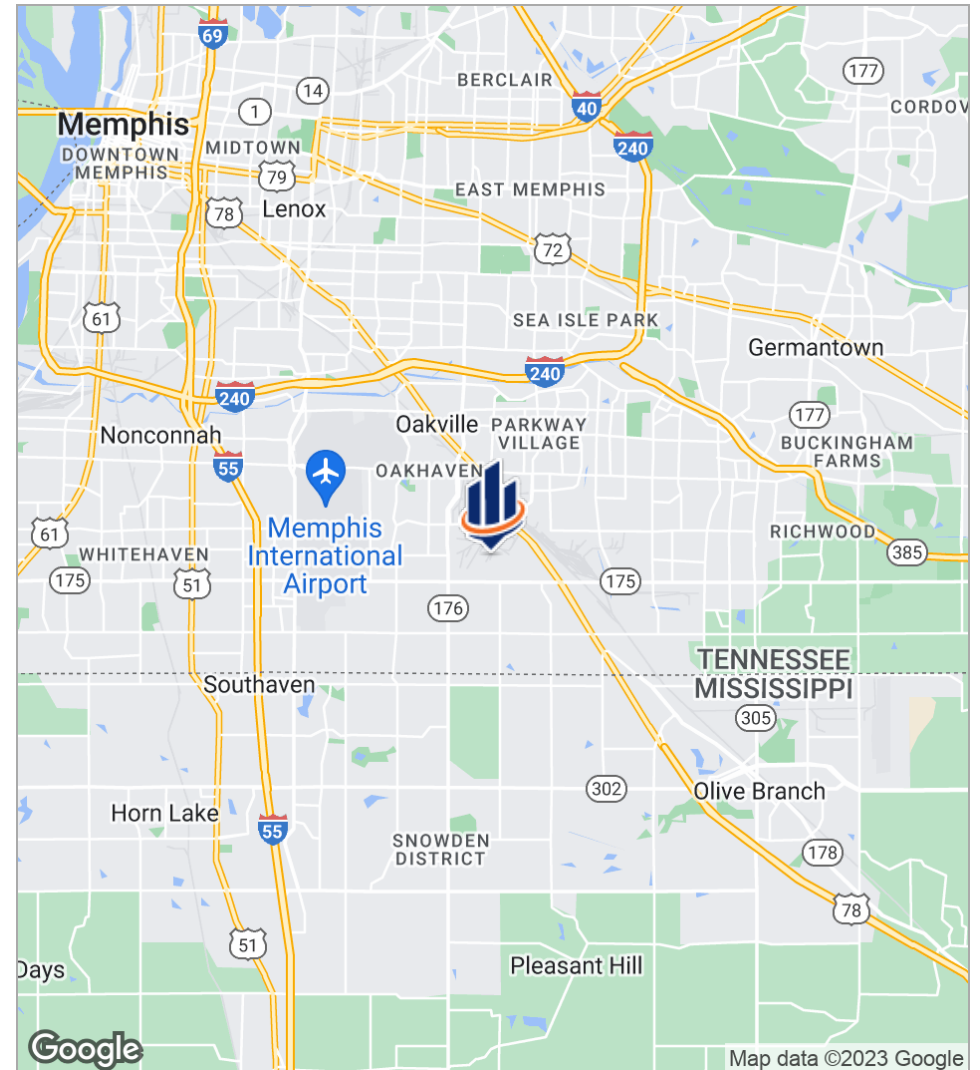 69
BERCLAIR
177
14
40
CORDOV
1
Memphis
MIDTOWN
240
DOWNTOWN
MEMPHIS
79
EAST MEMPHIS
78
Lenox
72
61
SEA ISLE PARK
Germantown
240
240
177
Oakville
PARKWAY
VILLAGE
Nonconnah
BUCKINGHAM
FARMS
55
OAKHAVEN
61
Memphis
International
Airport
RICHWOOD
WHITEHAVEN
385
175
51
175
176
TENNESSEE
MISSISSIPPI
Southaven
305
302
Olive Branch
Horn Lake
55
SNOWDEN
DISTRICT
178
78
51
Days
Pleasant Hill
Google
Map data ©2023 Google